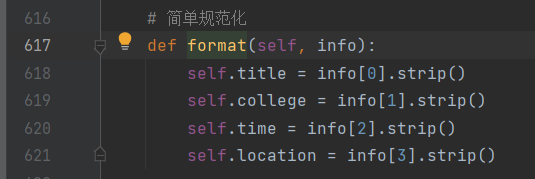 616 # 简单规范化
617 def format(self, info):
618 self.title = info[0].strip()
619 self.college = info[1].strip()
620 self.time = info[2].strip()
621 self.location = info[3].strip()